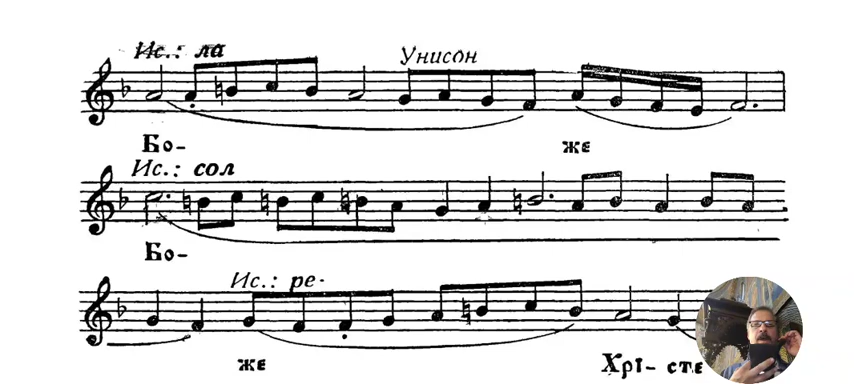 Ис.: ла Унисон
Бо- же
Ис.: сол
Бо-
Ис.: ре-
же Хрі- сте